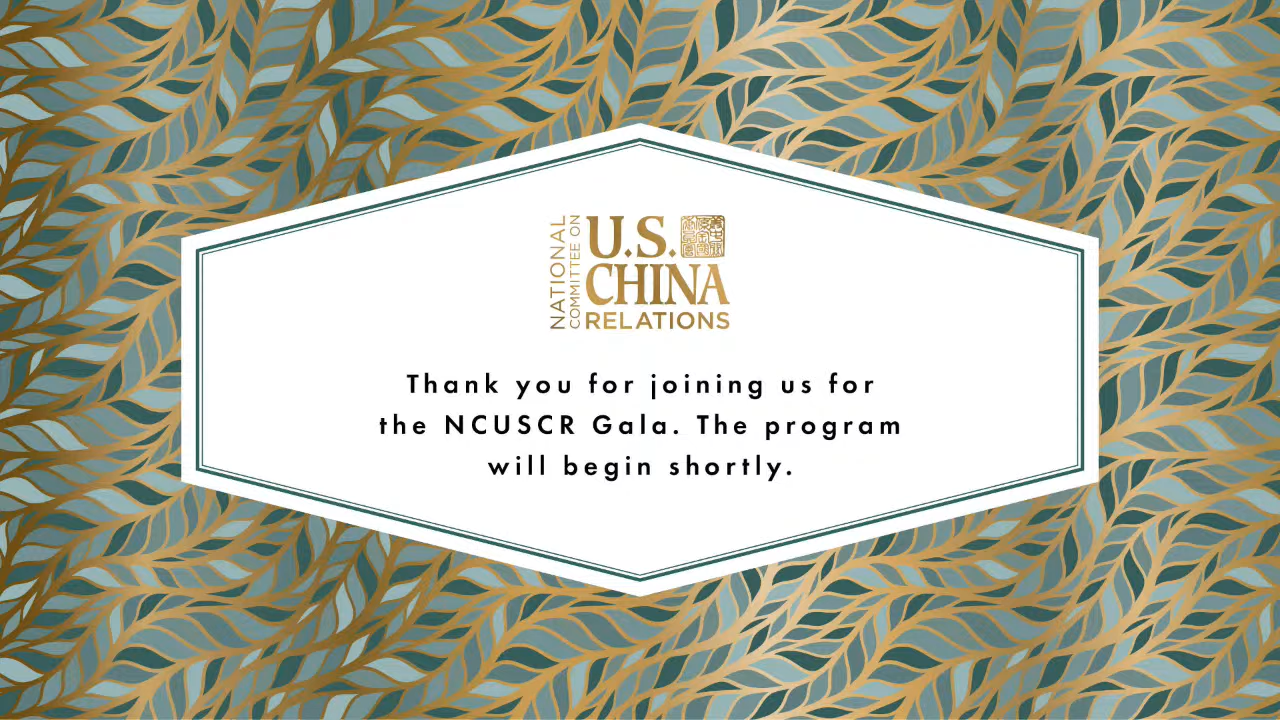 NATIONAL
COMMITTEE ON
U.S.
CHINA
RELATIONS
Thank you for joining us for
the NCUSCR Gala. The program
will begin shortly.